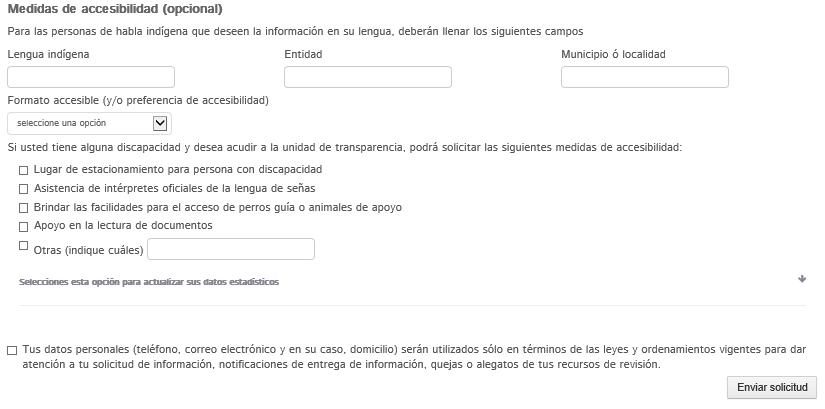 Medidas de accesibilidad (opcional)
Para las personas de habla indígena que deseen la información en su lengua, deberán llenar los siguientes campos
Lengua indígena Entidad Municipio ó localidad
Formato accesible (y/o preferencia de accesibilidad)
seleccione una opción
Si usted tiene alguna discapacidad y desea acudir a la unidad de transparencia, podrá solicitar las siguientes medidas de accesibilidad:
Lugar de estacionamiento para persona con discapacidad
Asistencia de intérpretes oficiales de la lengua de señas
Brindar las facilidades para el acceso de perros guía o animales de apoyo
Apoyo en la lectura de documentos
Otras (indique cuáles)
Selecciones esta opción para actualizar sus datos estadísticos
Tus datos personales (teléfono, correo electrónico y en su caso, domicilio) serán utilizados sólo en términos de las leyes y ordenamientos vigentes para dar
atención a tu solicitud de información, notificaciones de entrega de información, quejas o alegatos de tus recursos de revisión.
Enviar solicitud